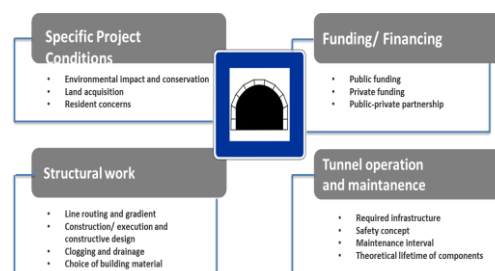 Specific Project
Conditions
• Environmental impact and conservation
• Land acquisition
• Resident concerns
Funding/ Financing
• Public funding
• Private funding
• Public-private partnership
Structural work
• Line routing and gradient
• Construction/ execution and
constructive design
• Clogging and drainage
• Choice of building material
Tunnel operation
and maintanence
• Required infrastructure
• Safety concept
• Maintenance interval
• Theoretical lifetime of components